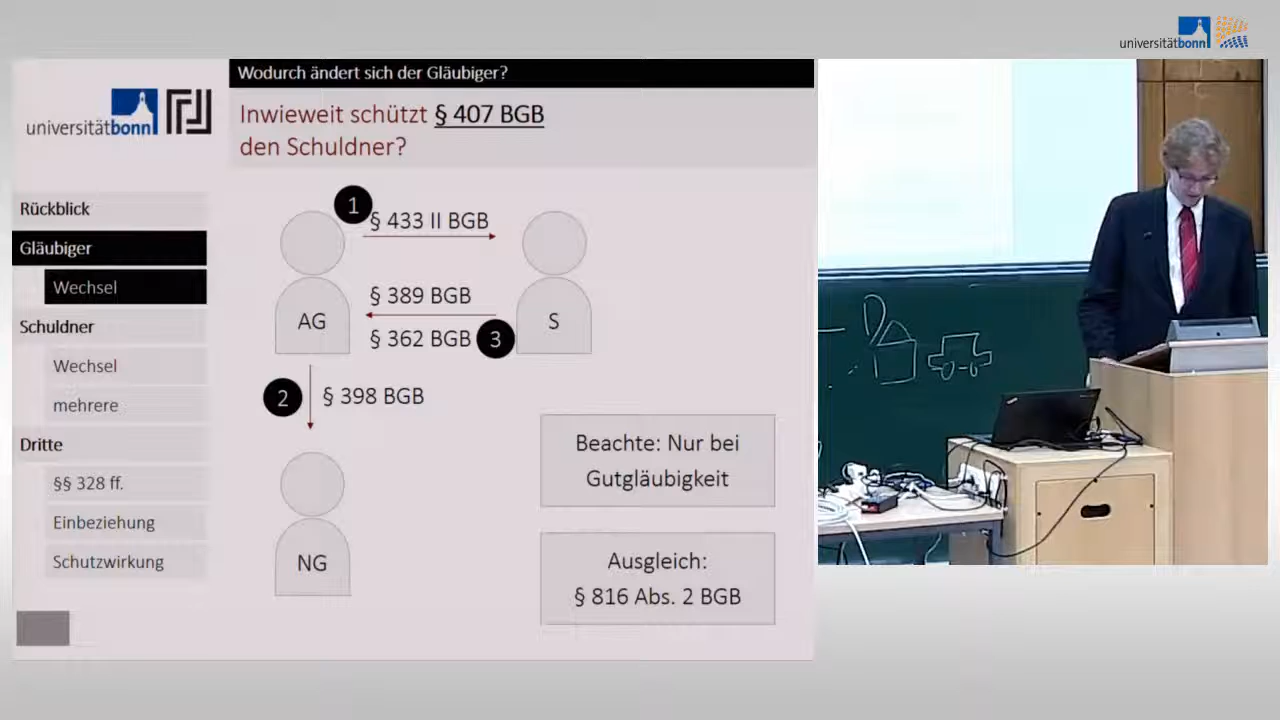 universitätbonn
Wodurch ändert sich der Gläubiger?
universitätbonn
Inwieweit schützt § 407 BGB
den Schuldner?
Rückblick
Gläubiger
Wechsel
Schuldner
Wechsel
mehrere
Dritte
§§ 328 ff.
Einbeziehung
Schutzwirkung
1
§ 433 II BGB
AG
§ 389 BGB
§ 362 BGB
3
S
2
§ 398 BGB
NG
Beachte: Nur bei
Gutgläubigkeit
Ausgleich:
§ 816 Abs. 2 BGB